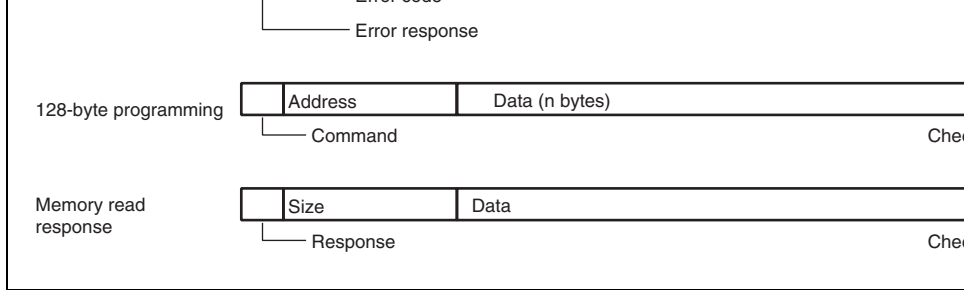 Error response
128-byte programming
Address
Data (n bytes)
Command
Memory read
response
Size
Data
Response